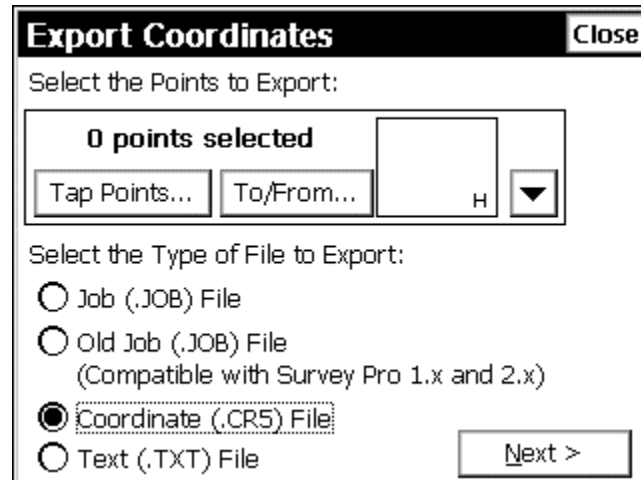 Export Coordinates Close
Select the Points to Export:
0 points selected
Tap Points... To/From... H
Select the Type of File to Export:
Job (.JOB) File
Old Job (.JOB) File
(Compatible with Survey Pro 1.x and 2.x)
Coordinate (.CR5) File
Text (.TXT) File Next >